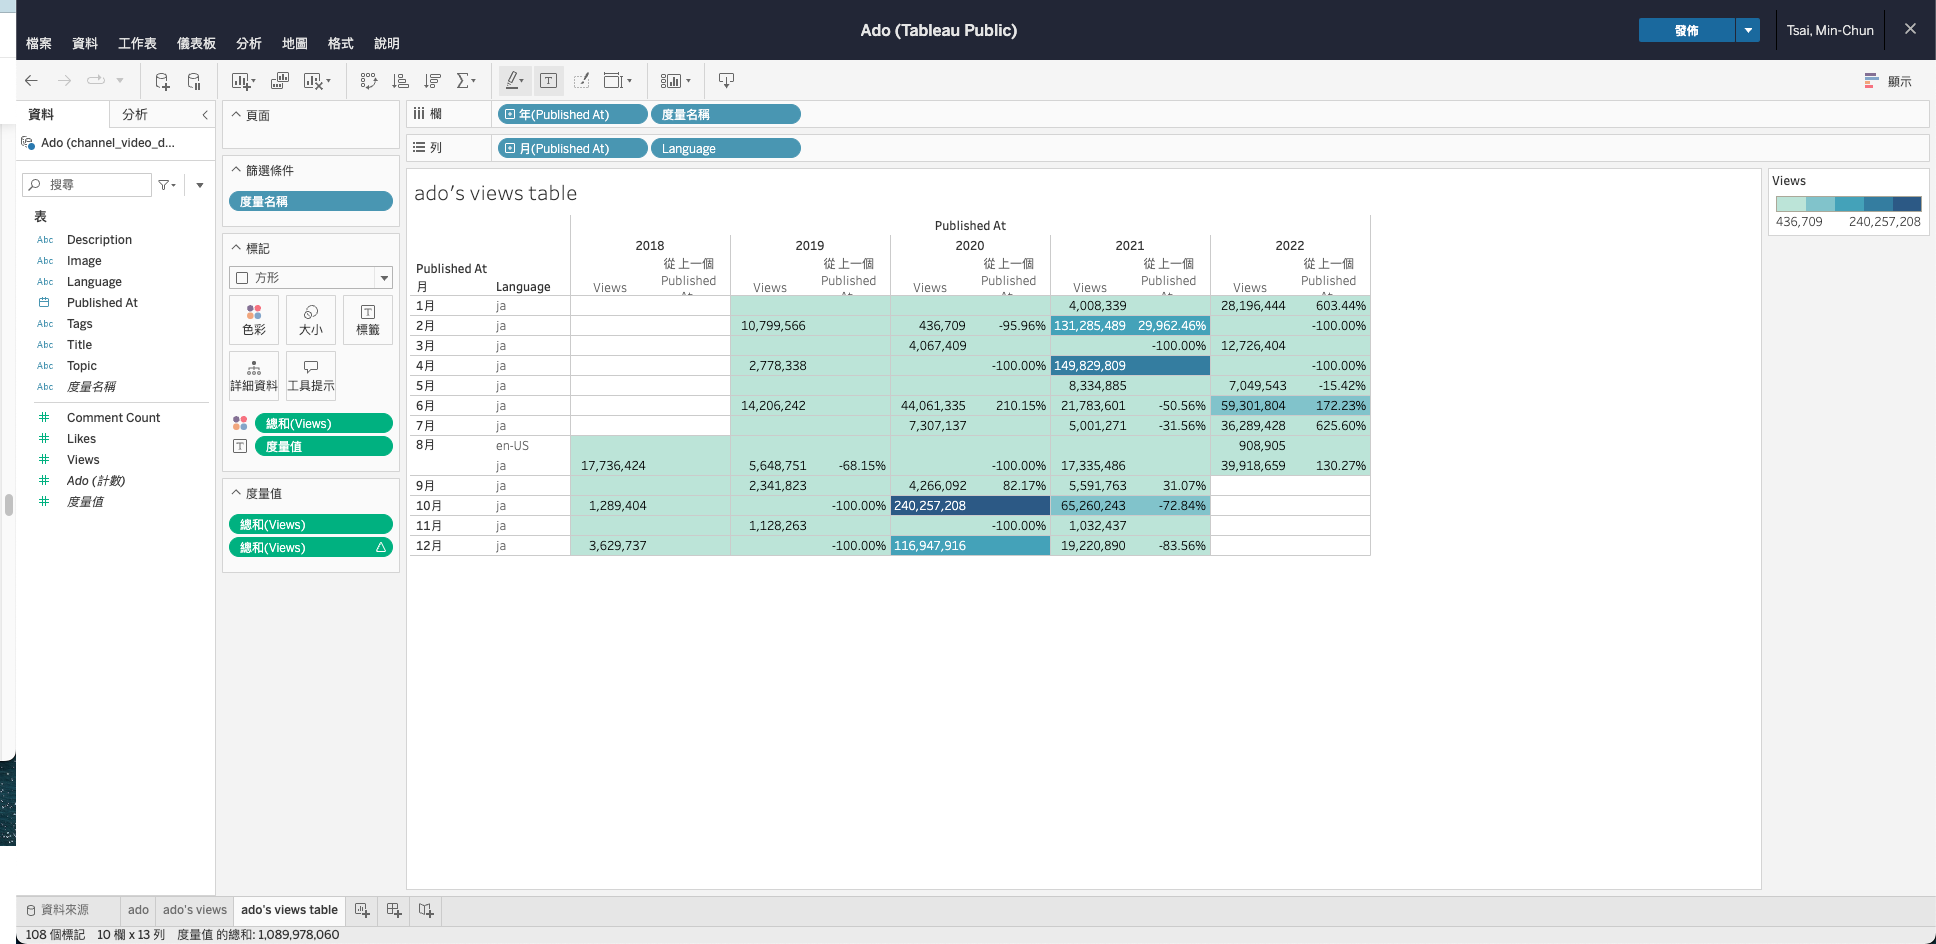 Ado (Tableau Public)
發佈
Tsai, Min-Chun
檔案 資料 工作表 儀表板 分析 地圖 格式 說明
顯示
資料 分析
Ado (channel_video_d...
搜尋
表
Abc Description
Abc Image
Abc Language
Published At
Abc Tags
Abc Title
Abc Topic
Abc 度量名稱
Comment Count
Likes
Views
Ado (計數)
度量值
頁面
篩選條件
度量名稱
標記
方形
色彩 大小 標籤
詳細資料 工具提示
總和(Views)
度量值
度量值
總和(Views)
總和(Views) △
欄 年(Published At) 度量名稱
列 月(Published At) Language
ado's views table
Published At
2018 2019 2020 2021 2022
Published At 月 Language Views 從 上一個 Published Views 從 上一個 Published Views 從 上一個 Published Views 從 上一個 Published Views 從 上一個 Published
1月 ja 4,008,339 28,196,444 603.44%
2月 ja 10,799,566 436,709 -95.96% 131,285,489 29,962.46% -100.00%
3月 ja 4,067,409 -100.00% 12,726,404
4月 ja 2,778,338 -100.00% 149,829,809 -100.00%
5月 ja 8,334,885 7,049,543 -15.42%
6月 ja 14,206,242 44,061,335 210.15% 21,783,601 -50.56% 59,301,804 172.23%
7月 ja 7,307,137 5,001,271 -31.56% 36,289,428 625.60%
8月 en-US 908,905
ja 17,736,424 5,648,751 -68.15% -100.00% 17,335,486 39,918,659 130.27%
9月 ja 2,341,823 4,266,092 82.17% 5,591,763 31.07%
10月 ja 1,289,404 -100.00% 240,257,208 65,260,243 -72.84%
11月 ja 1,128,263 -100.00% 1,032,437
12月 ja 3,629,737 -100.00% 116,947,916 19,220,890 -83.56%
Views
436,709 240,257,208
資料來源 ado ado's views ado's views table
108 個標記 10 欄 x 13 列 度量值 的總和: 1,089,978,060